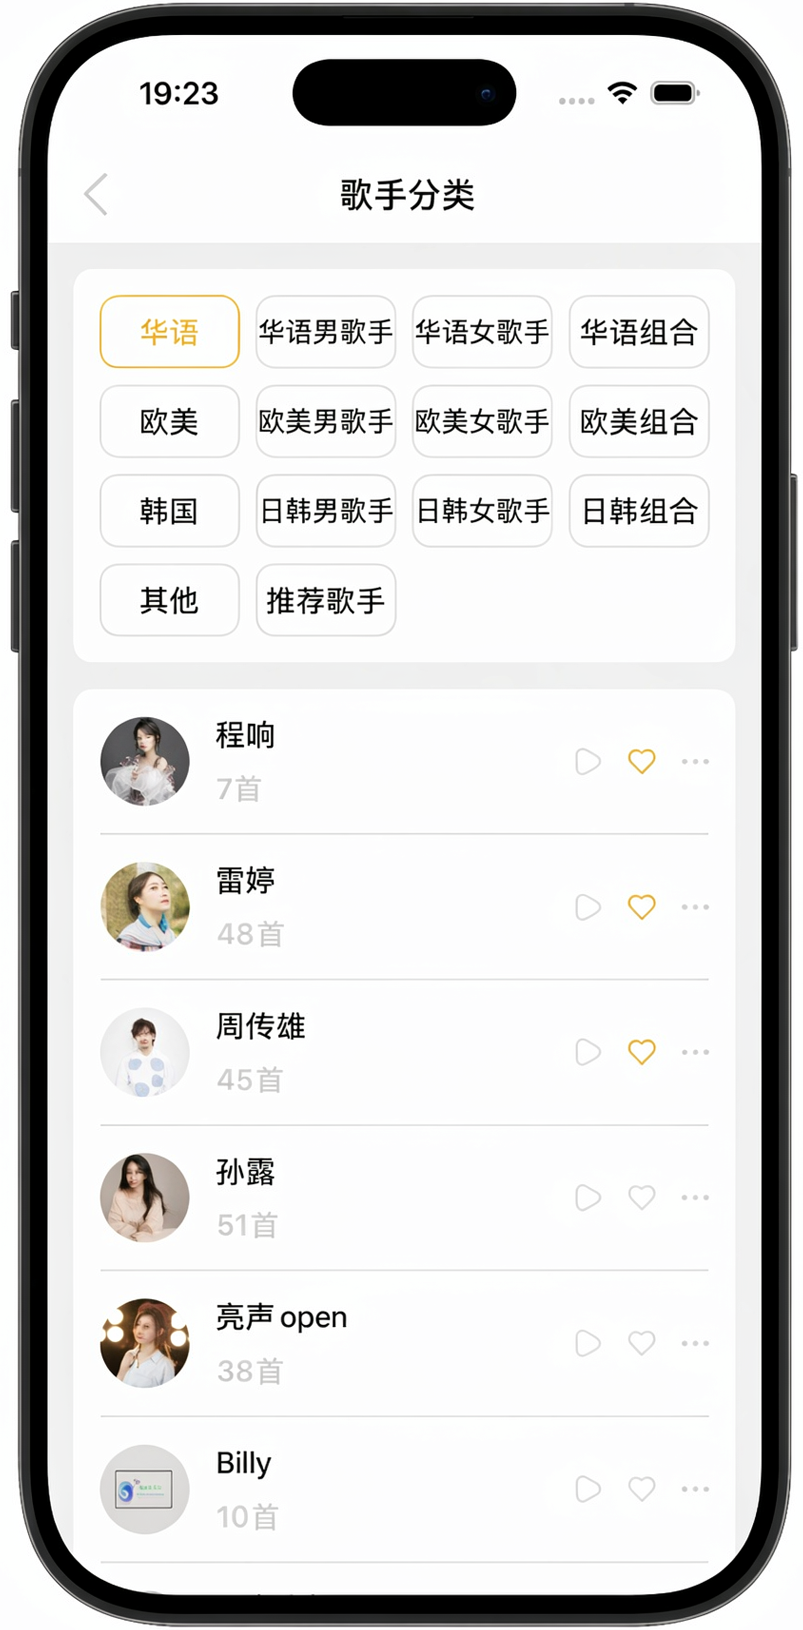 19:23
歌手分类
华语 华语男歌手 华语女歌手 华语组合
欧美 欧美男歌手 欧美女歌手 欧美组合
韩国 日韩男歌手 日韩女歌手 日韩组合
其他 推荐歌手
程响
7首
雷婷
48首
周传雄
45首
孙露
51首
亮声open
38首
Billy
10首